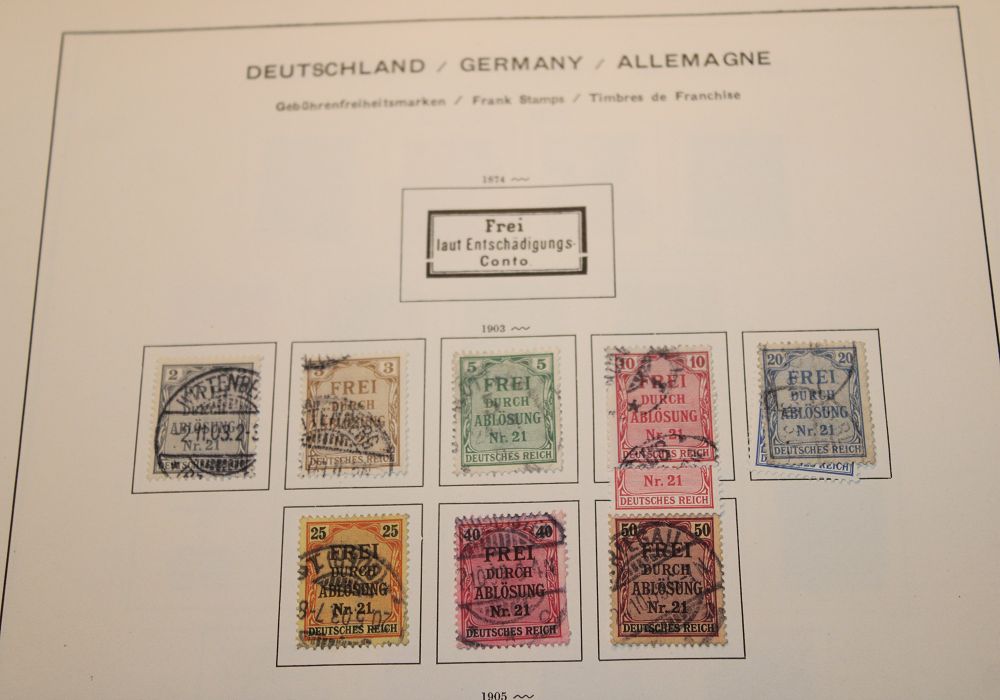 DEUTSCHLAND / GERMANY / ALLEMAGNE
Gebührenfreiheitsmarken / Frank Stamps / Timbres de Franchise
1874
Frei
laut Entschädigungs-
Conto.
1903
2
ABLÖSUNG
Nr. 21
DEUTSCHES REICH
3 3
FREI
DURCH
ABLÖSUNG
Nr. 21
DEUTSCHES REICH
5 5
FREI
DURCH
ABLÖSUNG
Nr. 21
DEUTSCHES REICH
10 10
FREI
DURCH
ABLÖSUNG
Nr. 21
DEUTSCHES REICH
Nr. 21
DEUTSCHES REICH
20 20
FREI
DURCH
ABLÖSUNG
Nr. 21
DEUTSCHES REICH
25 25
FREI
DURCH
ABLÖSUNG
Nr. 21
DEUTSCHES REICH
40 40
FREI
DURCH
ABLÖSUNG
Nr. 21
DEUTSCHES REICH
50 50
FREI
DURCH
ABLÖSUNG
Nr. 21
DEUTSCHES REICH
1905